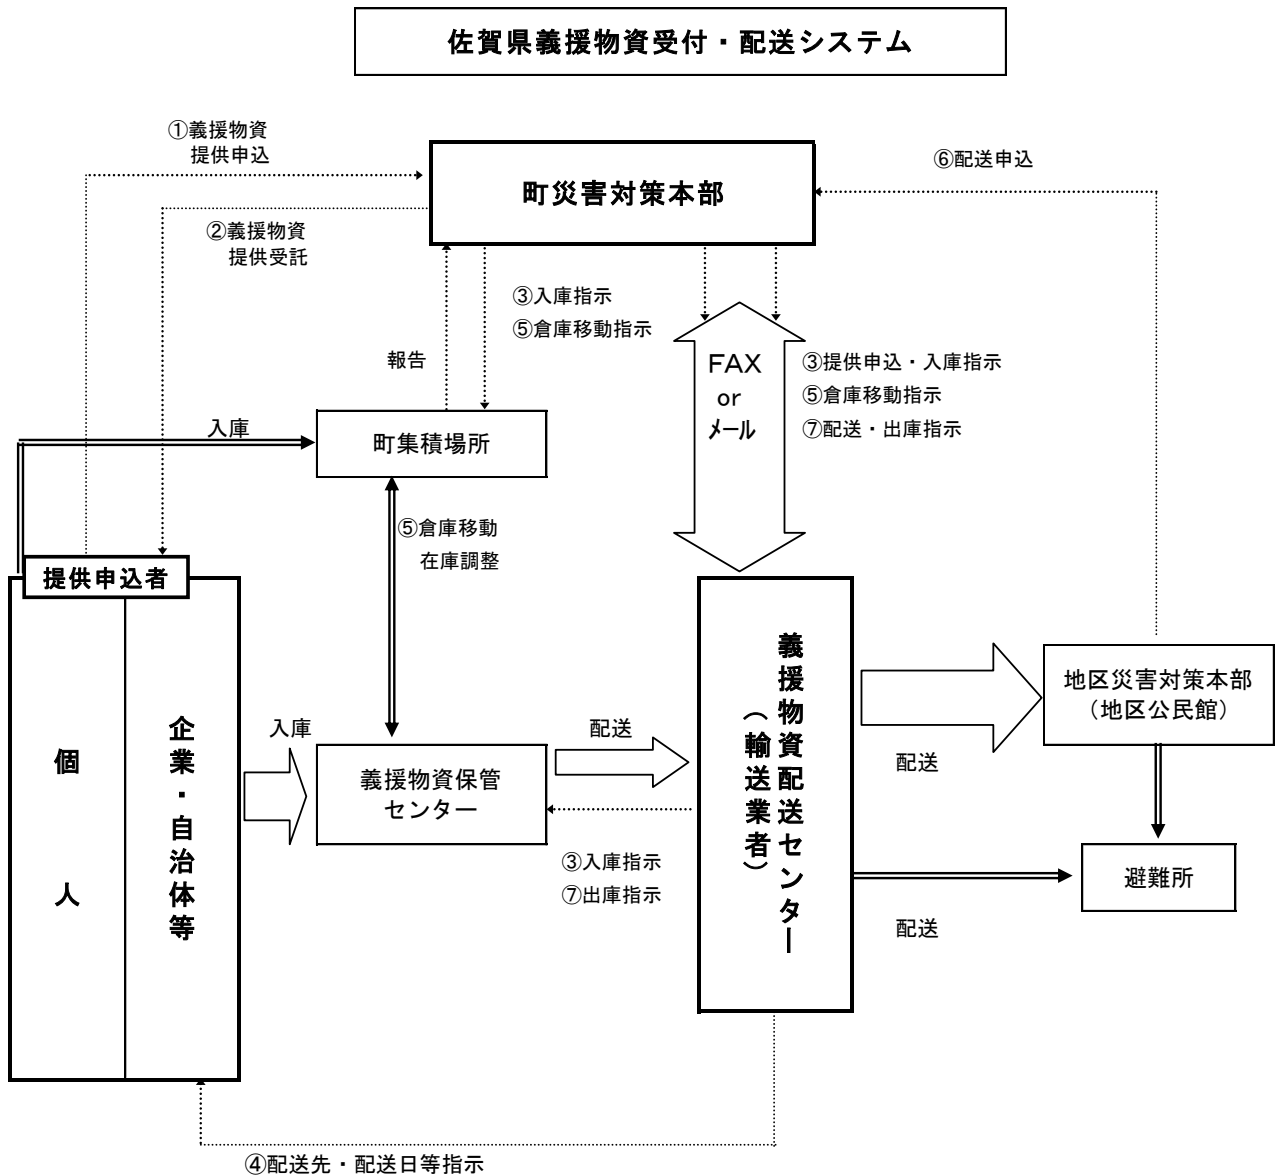 佐賀県義援物資受付・配送システム
①義援物資
提供申込
町災害対策本部
⑥配送申込
②義援物資
提供受託
③入庫指示
⑤倉庫移動指示
報告
FAX
or
メール
③提供申込・入庫指示
⑤倉庫移動指示
⑦配送・出庫指示
入庫
町集積場所
⑤倉庫移動
在庫調整
提供申込者
個人
企業・自治体等
入庫
義援物資保管
センター
配送
③入庫指示
⑦出庫指示
義援物資配送センター
（輸送業者）
配送
地区災害対策本部
（地区公民館）
配送
避難所
④配送先・配送日等指示